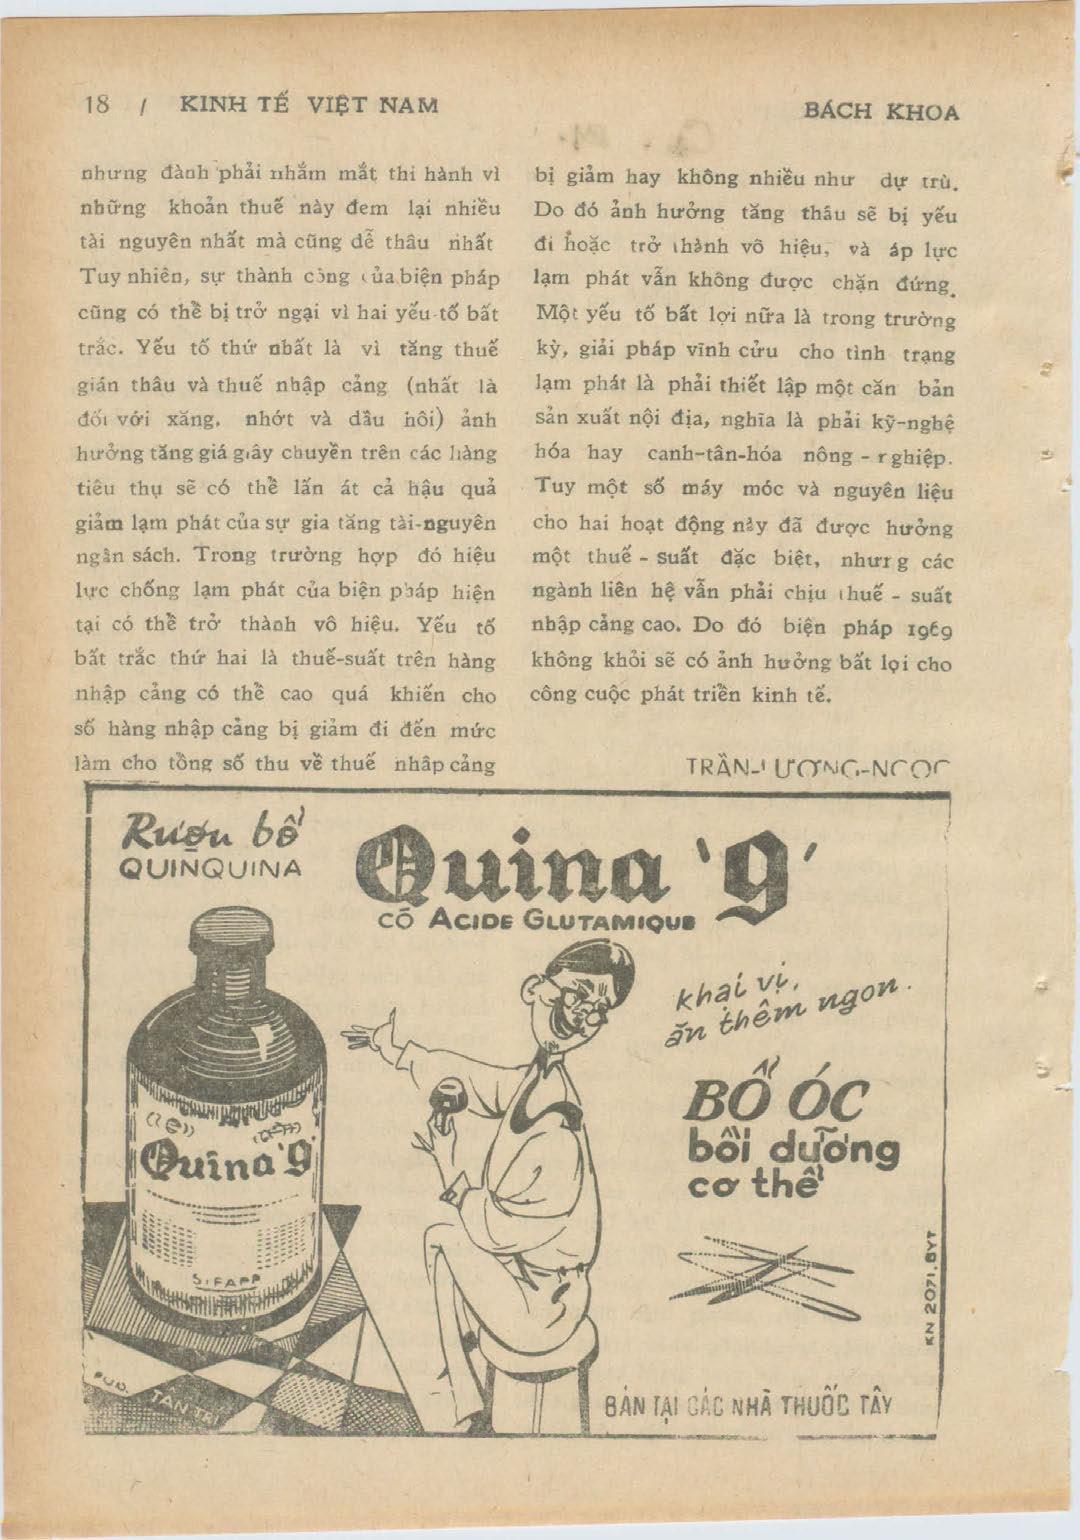 18 / KINH TẾ VIỆT NAM
BÁCH KHOA
nhưng đành phải nhắm mắt thi hành vì
những khoản thuế này đem lại nhiều
tài nguyên nhất mà cũng dễ thâu nhất
Tuy nhiên, sự thành công của biện pháp
cũng có thể bị trở ngại vì hai yếu-tố bất
trắc. Yếu tố thứ nhất là vì tăng thuế
gián thâu và thuế nhập cảng (nhất là
đối với xăng, nhớt và dầu hôi) ảnh
hưởng tăng giá giây chuyền trên các hàng
tiêu thụ sẽ có thể lấn át cả hậu quả
giảm lạm phát của sự gia tăng tài-nguyên
ngân sách. Trong trường hợp đó hiệu
lực chống lạm phát của biện pháp hiện
tại có thể trở thành vô hiệu. Yếu tố
bất trắc thứ hai là thuế-suất trên hàng
nhập cảng có thể cao quá khiến cho
số hàng nhập cảng bị giảm đi đến mức
làm cho tổng số thu về thuế nhâp cảng
bị giảm hay không nhiều như dự trù.
Do đó ảnh hưởng tăng thâu sẽ bị yếu
đi hoặc trở thành vô hiệu, và áp lực
lạm phát vẫn không được chặn đứng.
Một yếu tố bất lợi nữa là trong trường
kỳ, giải pháp vĩnh cửu cho tình trạng
lạm phát là phải thiết lập một căn bản
sản xuất nội địa, nghĩa là phải kỹ-nghệ
hóa hay canh-tân-hóa nông - nghiệp.
Tuy một số máy móc và nguyên liệu
cho hai hoạt động này đã được hưởng
một thuế - suất đặc biệt, nhưng các
ngành liên hệ vẫn phải chịu thuế - suất
nhập cảng cao. Do đó biện pháp 1969
không khỏi sẽ có ảnh hưởng bất lợi cho
công cuộc phát triển kinh tế.
TRẦN-LƯƠNG-NGỌC
Rượu bổ
QUINQUINA
Quina '9'
CÓ ACIDE GLUTAMIQUE
khai vị,
ăn thêm ngon.
BỔ ÓC
bồi dưỡng
cơ thể
Quina '9'
SIFAPP
KN 2071.BYT
PUB. TÂN TRI
BÁN TẠI CÁC NHÀ THUỐC TÂY